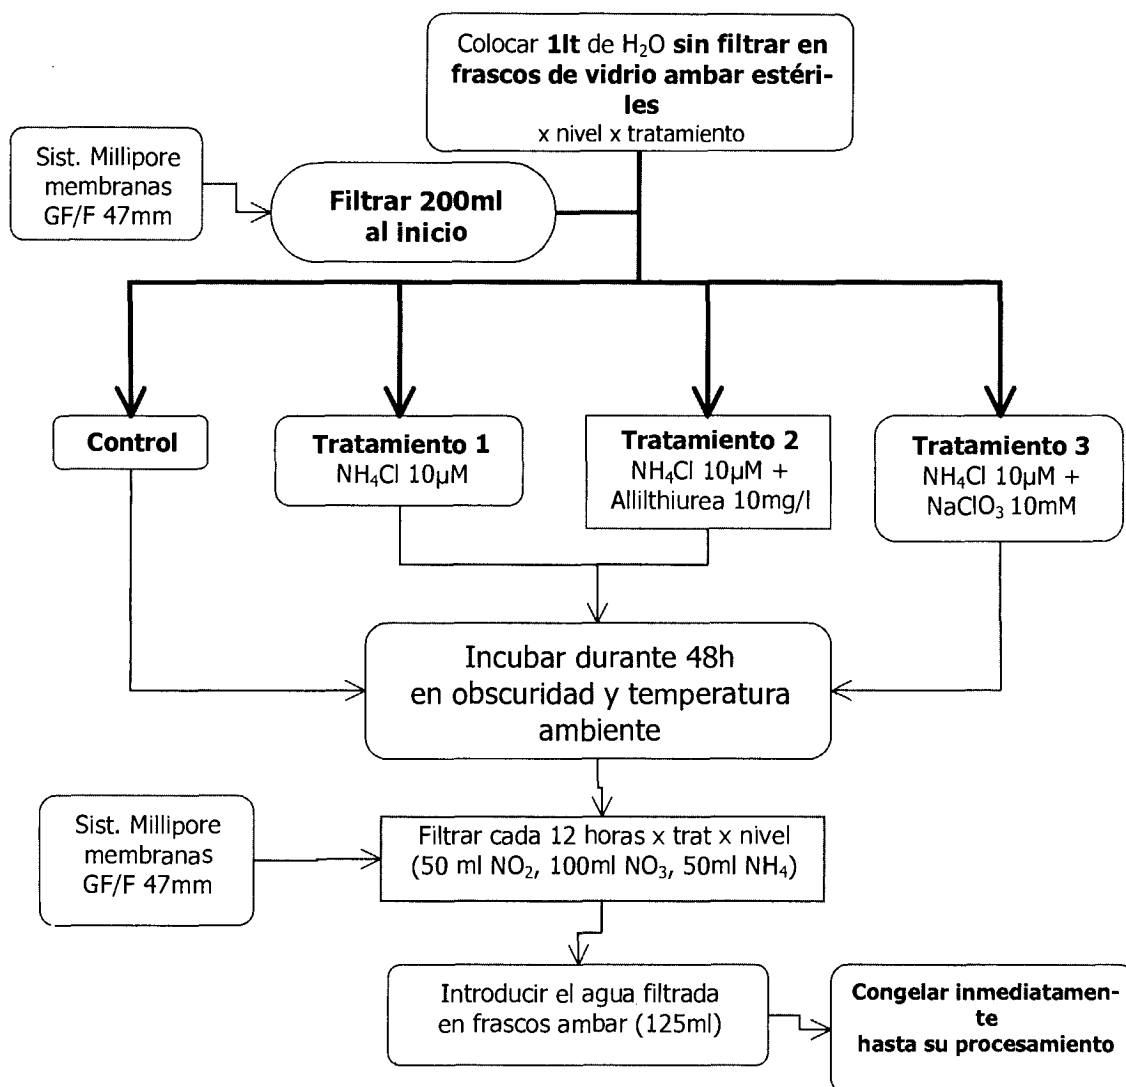 Colocar 1lt de H₂O sin filtrar en
frascos de vidrio ambar estéri-
les
x nivel x tratamiento
Sist. Millipore
membranas
GF/F 47mm
Filtrar 200ml
al inicio
Control
Tratamiento 1
NH₄Cl 10µM
Tratamiento 2
NH₄Cl 10µM +
Allilthiurea 10mg/l
Tratamiento 3
NH₄Cl 10µM +
NaClO₃ 10mM
Incubar durante 48h
en obscuridad y temperatura
ambiente
Sist. Millipore
membranas
GF/F 47mm
Filtrar cada 12 horas x trat x nivel
(50 ml NO₂, 100ml NO₃, 50ml NH₄)
Introducir el agua filtrada
en frascos ambar (125ml)
Congelar inmediatamen-
te
hasta su procesamiento